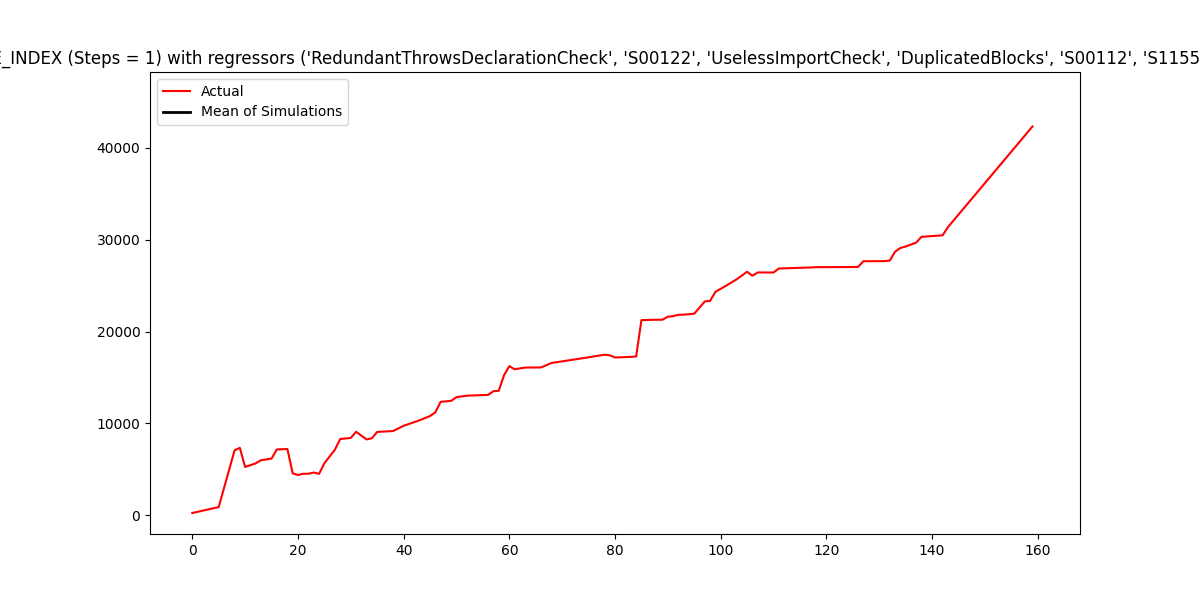 _INDEX (Steps = 1) with regressors ('RedundantThrowsDeclarationCheck', 'S00122', 'UselessImportCheck', 'DuplicatedBlocks', 'S00112', 'S1155
Actual
Mean of Simulations
40000
30000
20000
10000
0
0 20 40 60 80 100 120 140 160